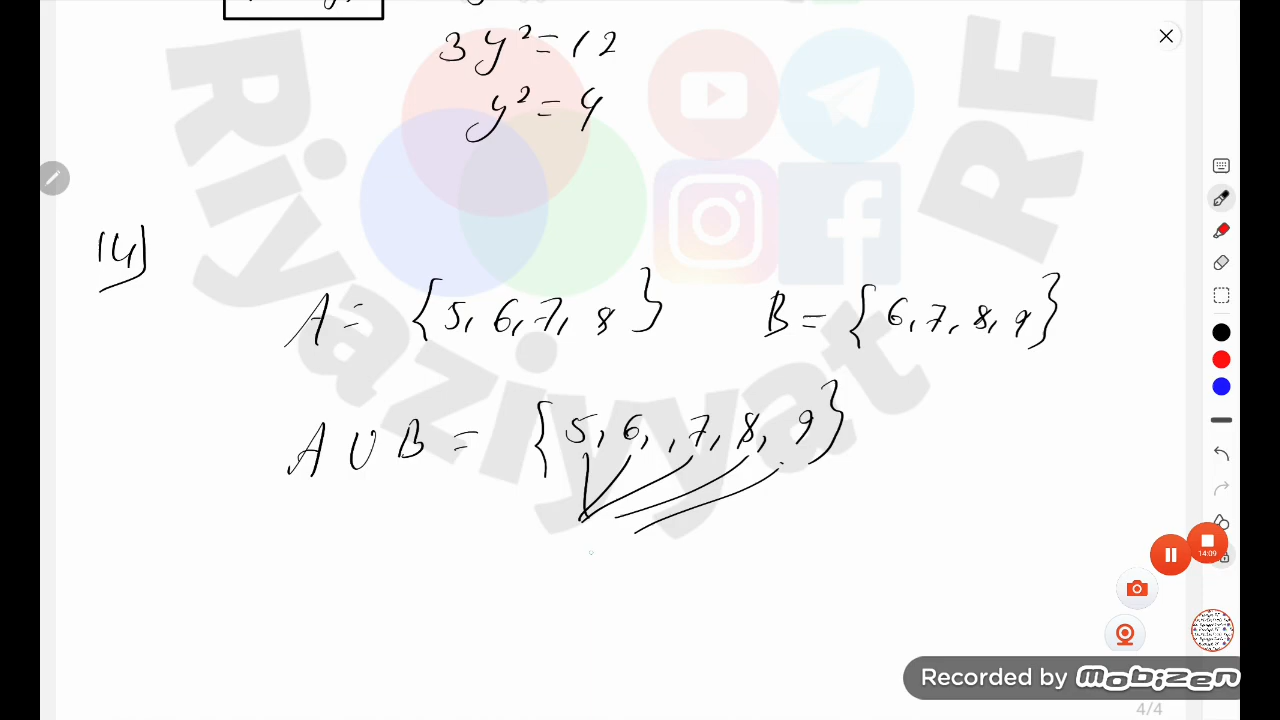 3y²=12
y²=4
14)
A= {5, 6, 7, 8} B= {6, 7, 8, 9}
A ∪ B = {5, 6, , 7, 8, 9}
Riyaziyyat RF
14:09
Recorded by mobizen
4/4